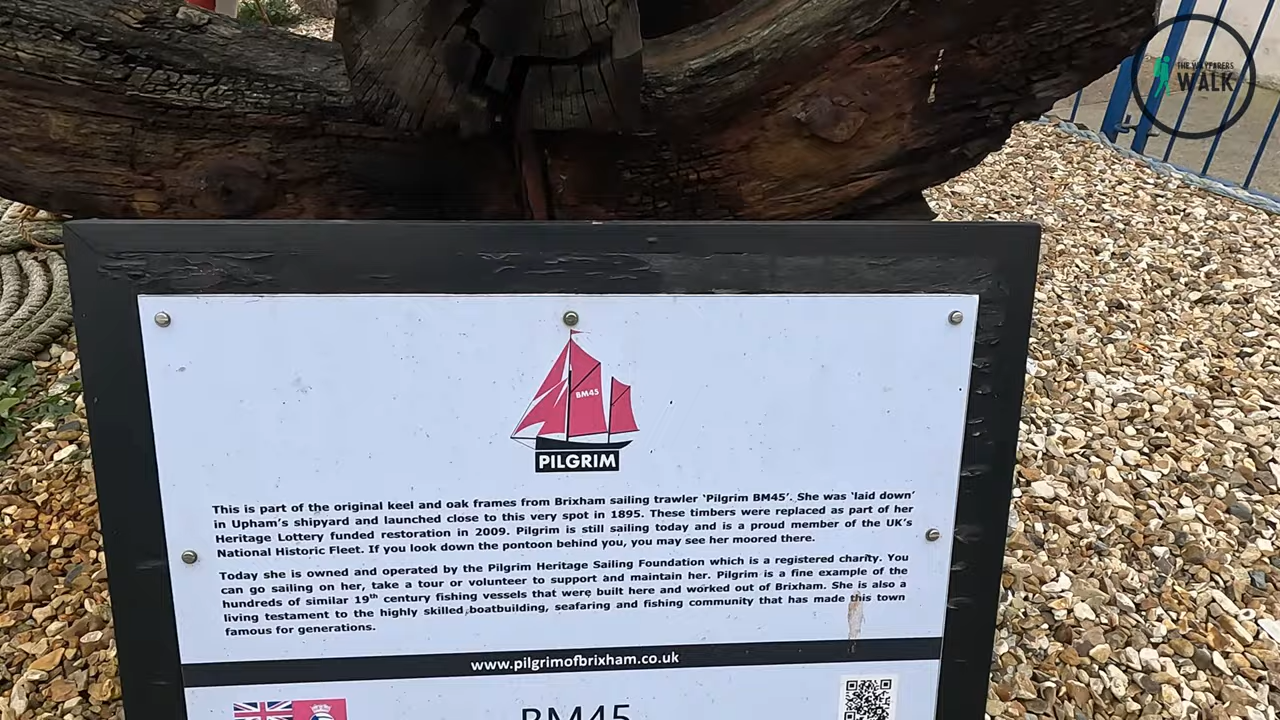 THE WAYFARERS
WALK
BM45
PILGRIM
This is part of the original keel and oak frames from Brixham sailing trawler ‘Pilgrim BM45’. She was ‘laid down’
in Upham’s shipyard and launched close to this very spot in 1895. These timbers were replaced as part of her
Heritage Lottery funded restoration in 2009. Pilgrim is still sailing today and is a proud member of the UK’s
National Historic Fleet. If you look down the pontoon behind you, you may see her moored there.
Today she is owned and operated by the Pilgrim Heritage Sailing Foundation which is a registered charity. You
can go sailing on her, take a tour or volunteer to support and maintain her. Pilgrim is a fine example of the
hundreds of similar 19th century fishing vessels that were built here and worked out of Brixham. She is also a
living testament to the highly skilled boatbuilding, seafaring and fishing community that has made this town
famous for generations.
www.pilgrimofbrixham.co.uk
BM45